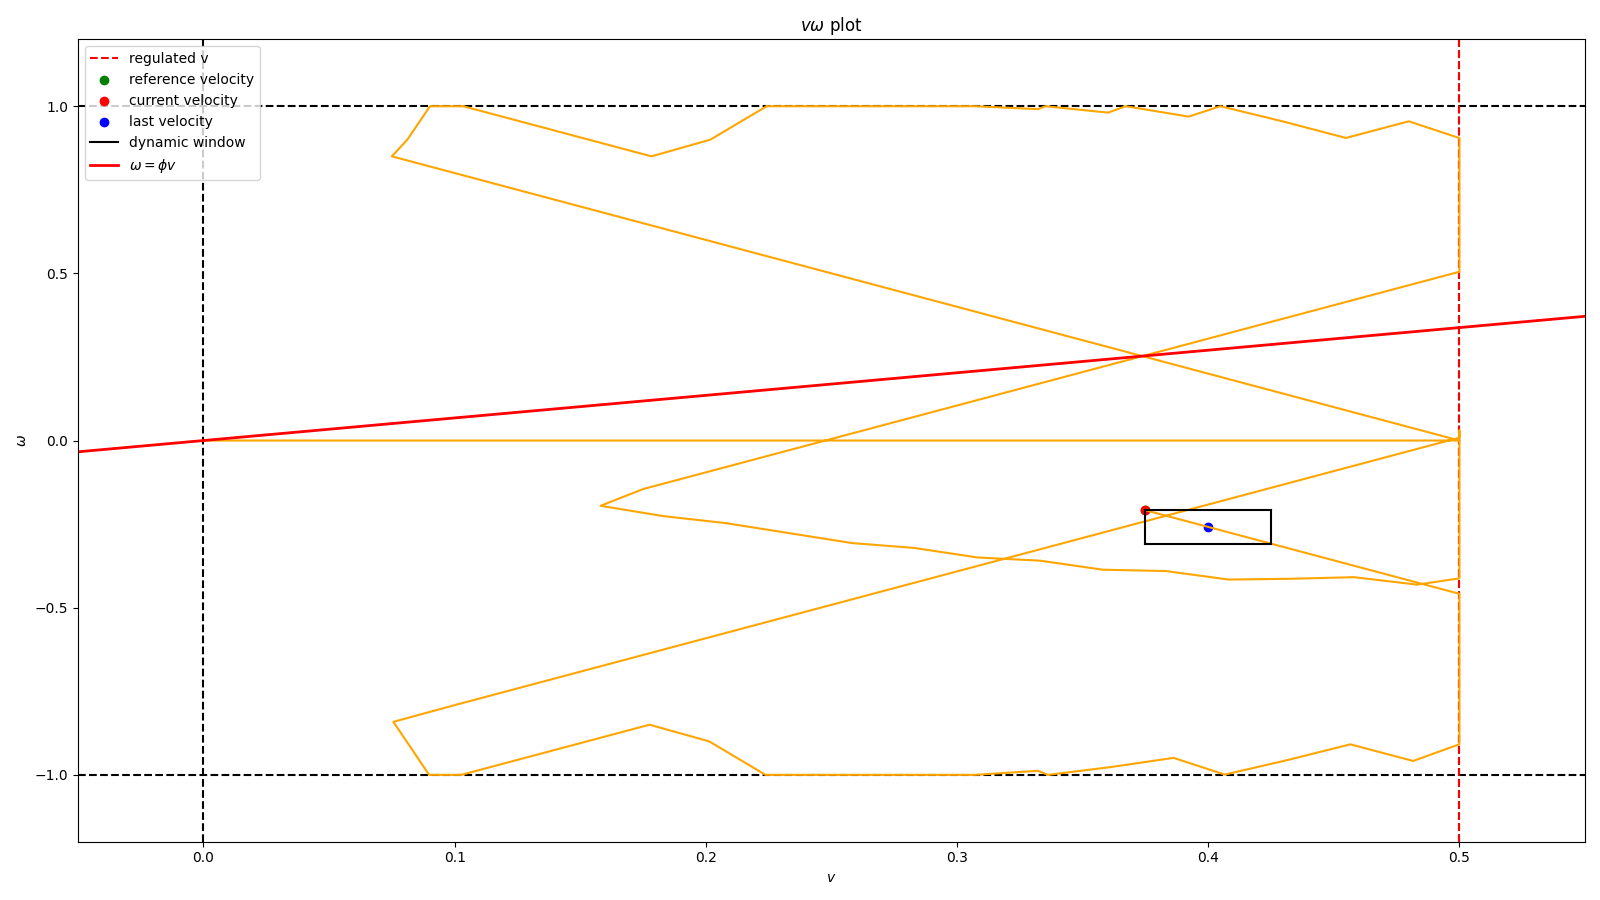 vω plot
regulated v
reference velocity
current velocity
last velocity
dynamic window
ω = ϕv
1.0
0.5
0.0
−0.5
−1.0
ω
0.0 0.1 0.2 0.3 0.4 0.5
v